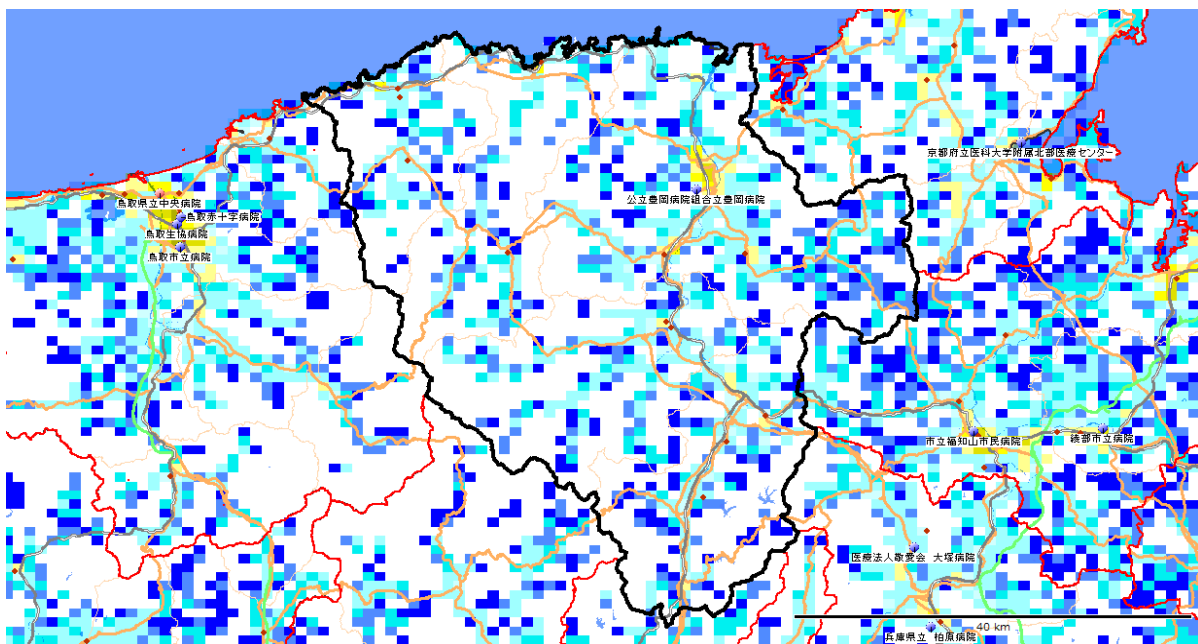 京都府立医科大学附属北部医療センター
鳥取県立中央病院
公立豊岡病院組合立豊岡病院
鳥取赤十字病院
鳥取生協病院
鳥取市立病院
市立福知山市民病院
綾部市立病院
医療法人敬愛会 大塚病院
40 km
兵庫県立 柏原病院